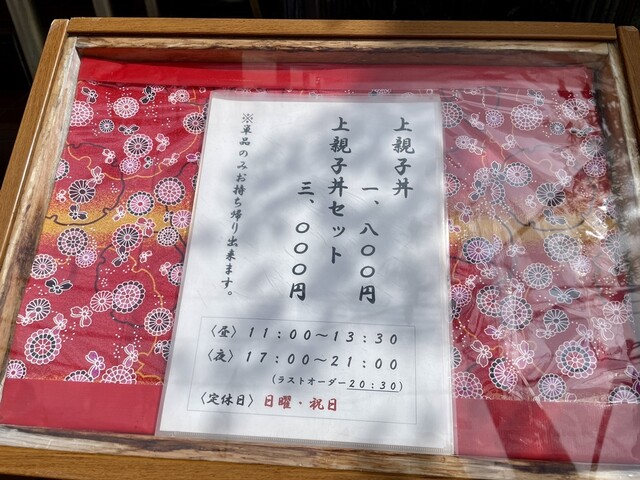 上親子丼
一、八〇〇円
上親子丼セット
三、〇〇〇円
※単品のみお持ち帰り出来ます。
〈昼〉11:00～13:30
〈夜〉17:00～21:00
(ラストオーダー20:30)
〈定休日〉日曜・祝日